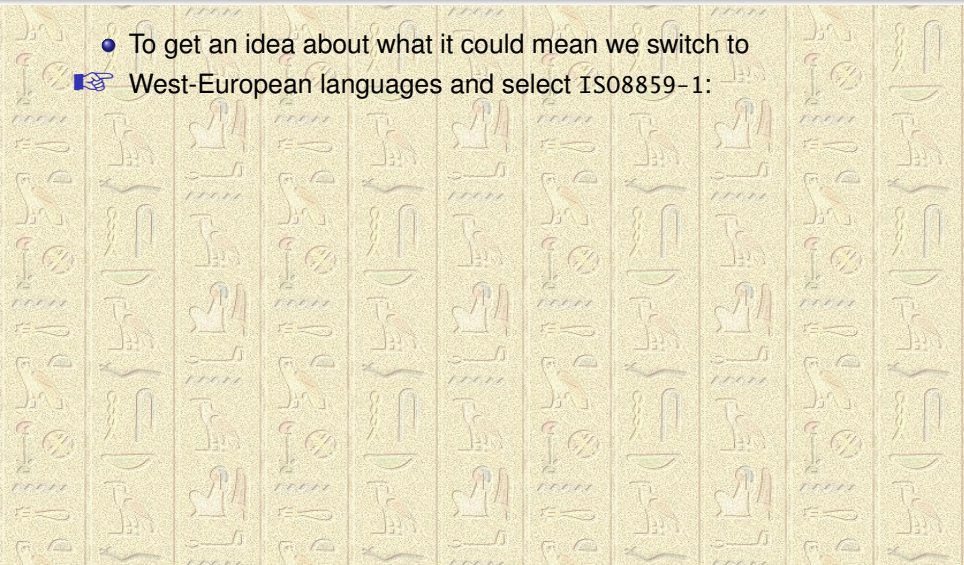 • To get an idea about what it could mean we switch to
☞ West-European languages and select ISO8859-1: